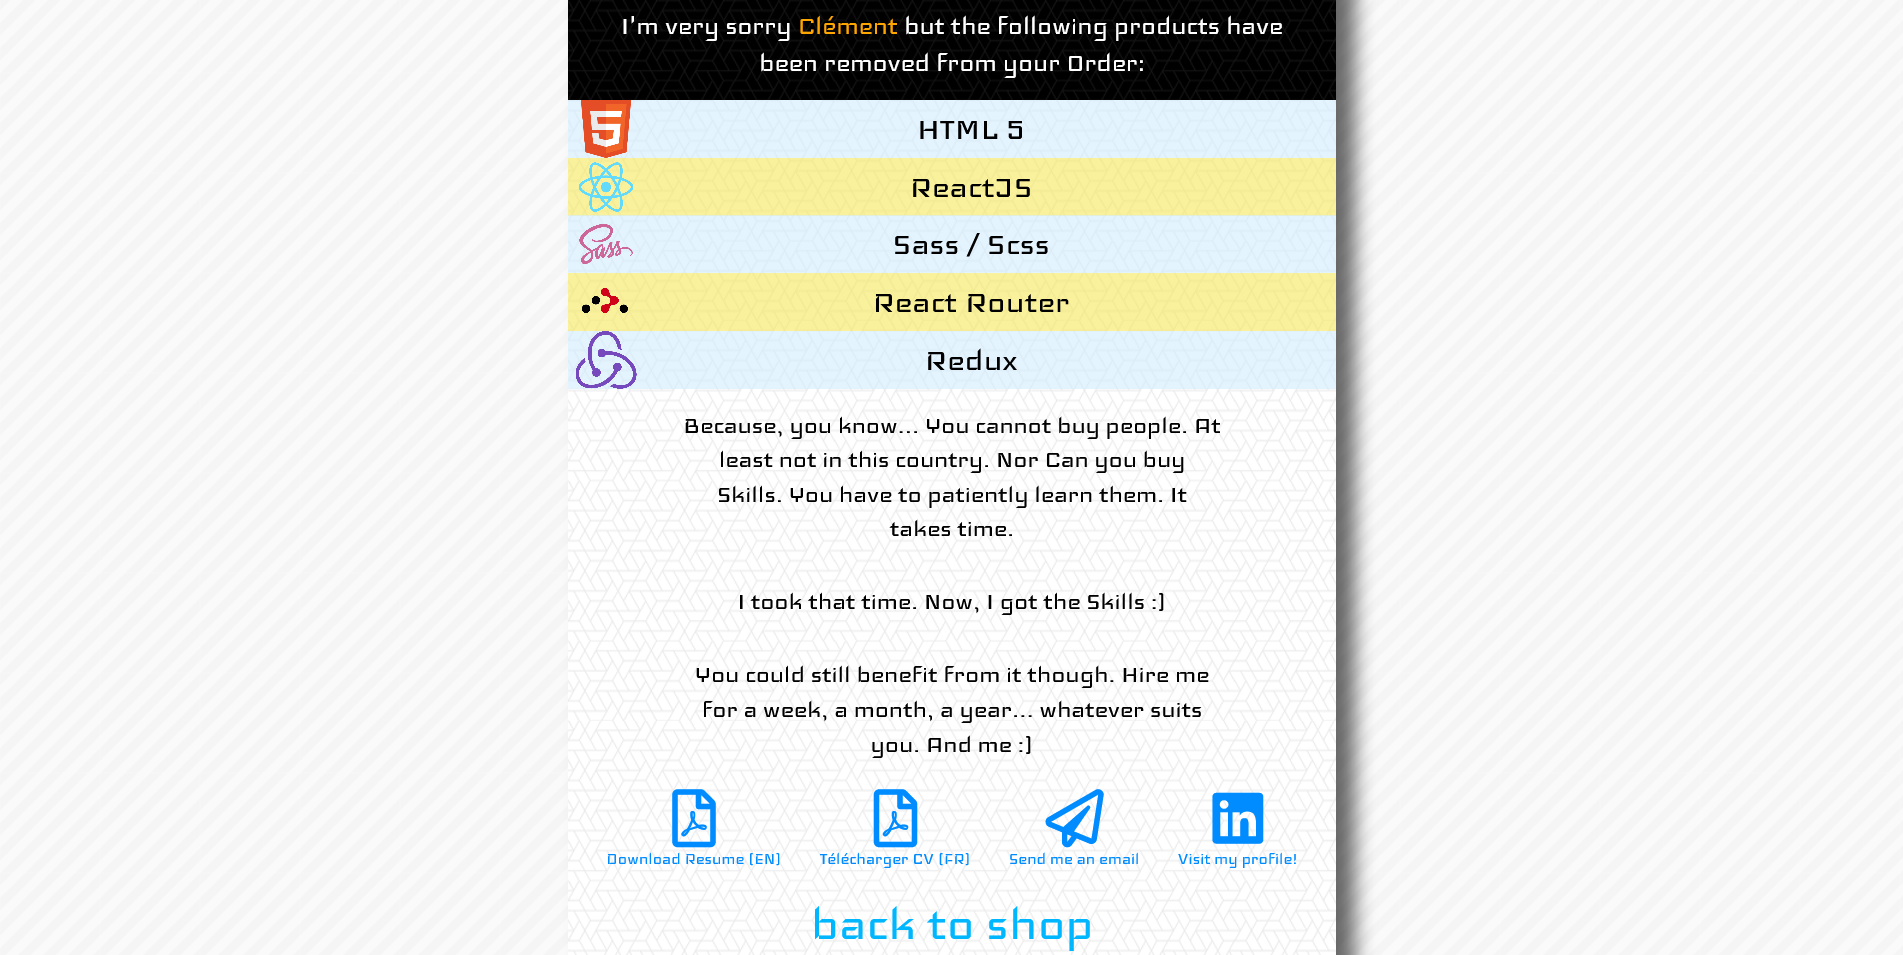 I'm very sorry Clément but the following products have
been removed from your Order:
HTML 5
ReactJS
Sass
Sass / Scss
React Router
Redux
Because, you know... You cannot buy people. At
least not in this country. Nor Can you buy
Skills. You have to patiently learn them. It
takes time.
I took that time. Now, I got the Skills :)
You could still benefit from it though. Hire me
for a week, a month, a year... whatever suits
you. And me :)
Download Resume (EN)
Télécharger CV (FR)
Send me an email
in
Visit my profile!
back to shop